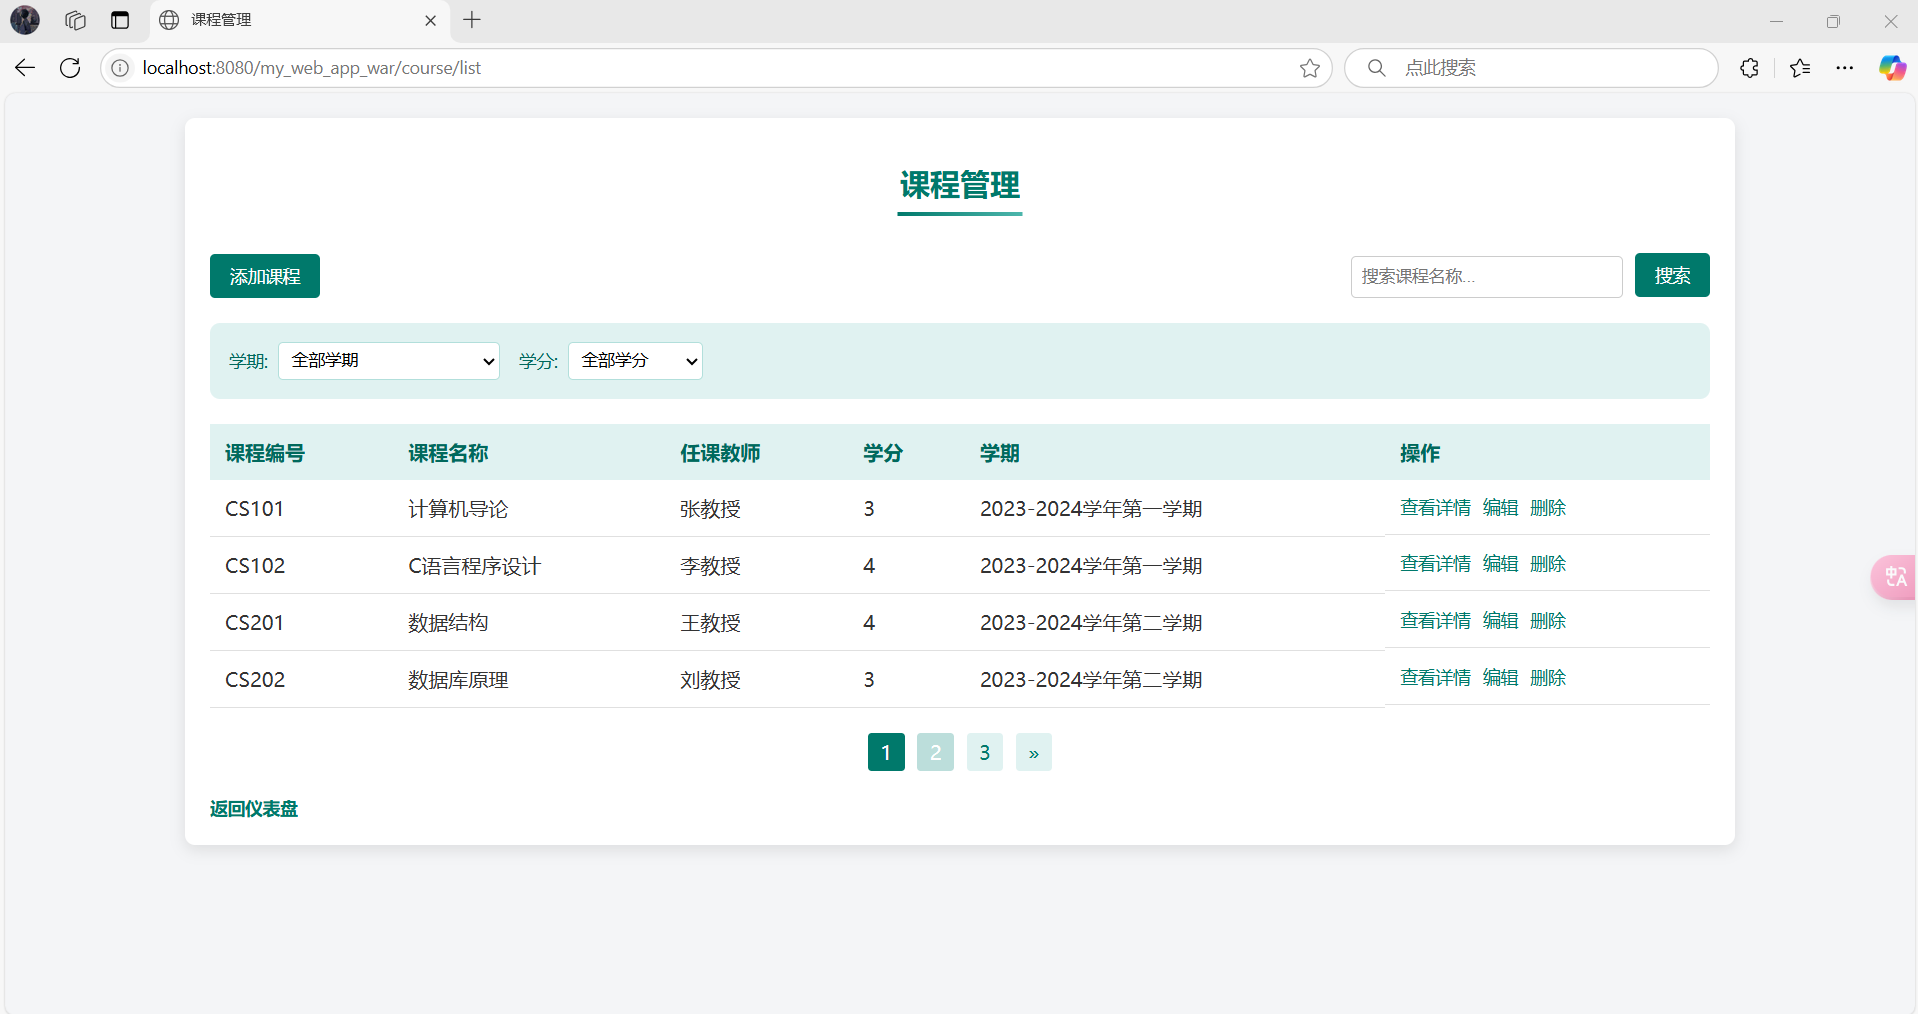 课程管理
localhost:8080/my_web_app_war/course/list
点此搜索
课程管理
添加课程
搜索课程名称...
搜索
学期: 全部学期 学分: 全部学分
课程编号 课程名称 任课教师 学分 学期 操作
CS101 计算机导论 张教授 3 2023-2024学年第一学期 查看详情 编辑 删除
CS102 C语言程序设计 李教授 4 2023-2024学年第一学期 查看详情 编辑 删除
CS201 数据结构 王教授 4 2023-2024学年第二学期 查看详情 编辑 删除
CS202 数据库原理 刘教授 3 2023-2024学年第二学期 查看详情 编辑 删除
1 2 3 »
返回仪表盘